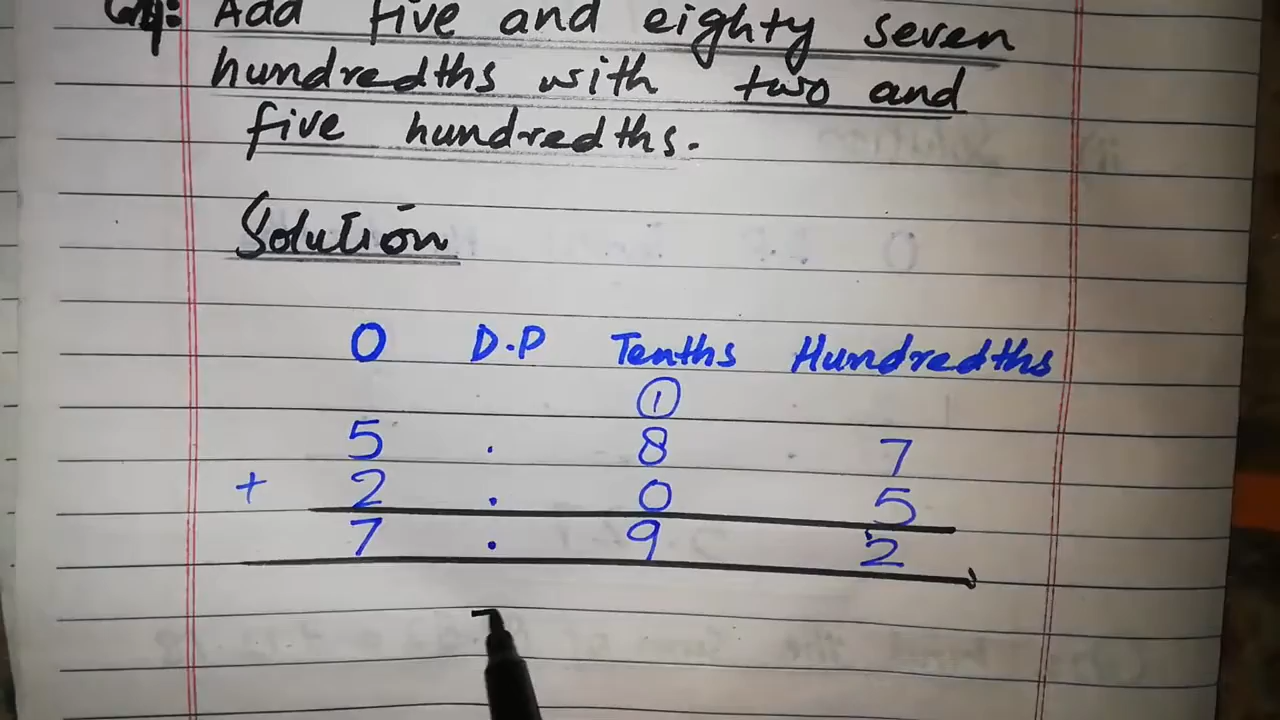 Add five and eighty seven
hundredths with two and
five hundredths.
Solution
O D.P Tenths Hundredths
1
5 . 8 7
+ 2 . 0 5
7 . 9 2